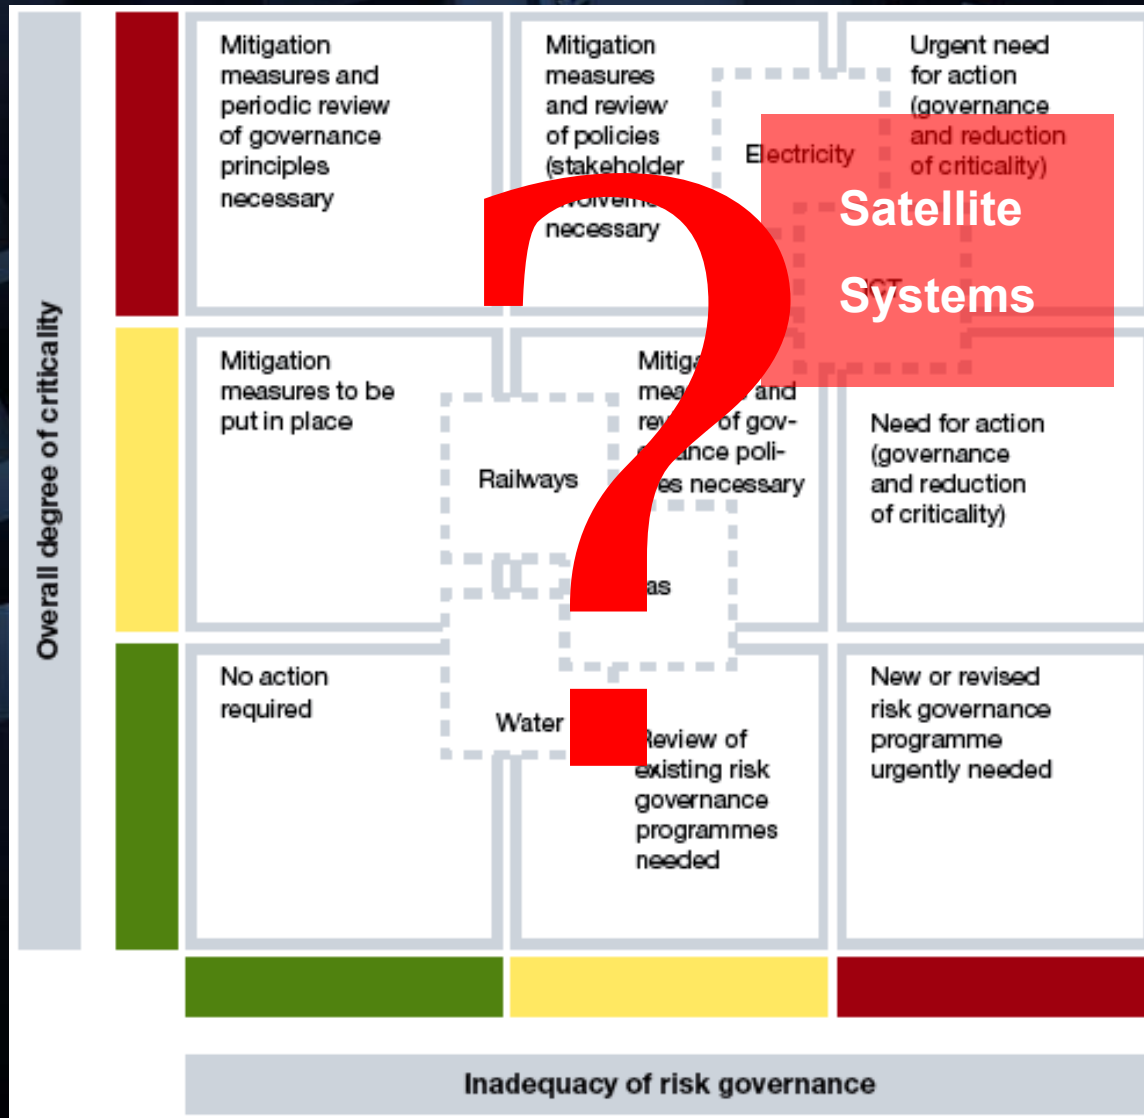 Overall degree of criticality
Mitigation
measures and
periodic review
of governance
principles
necessary
Mitigation
measures
and review
of policies
(stakeholder
necessary
Urgent need
for action
(governance
and reduction
of criticality)
Electricity
Satellite
Systems
ICT
Mitigation
measures to be
put in place
and
of gov-
poli-
necessary
Need for action
(governance
and reduction
of criticality)
Railways
Water
No action
required
Review of
existing risk
governance
programmes
needed
New or revised
risk governance
programme
urgently needed
?
Inadequacy of risk governance